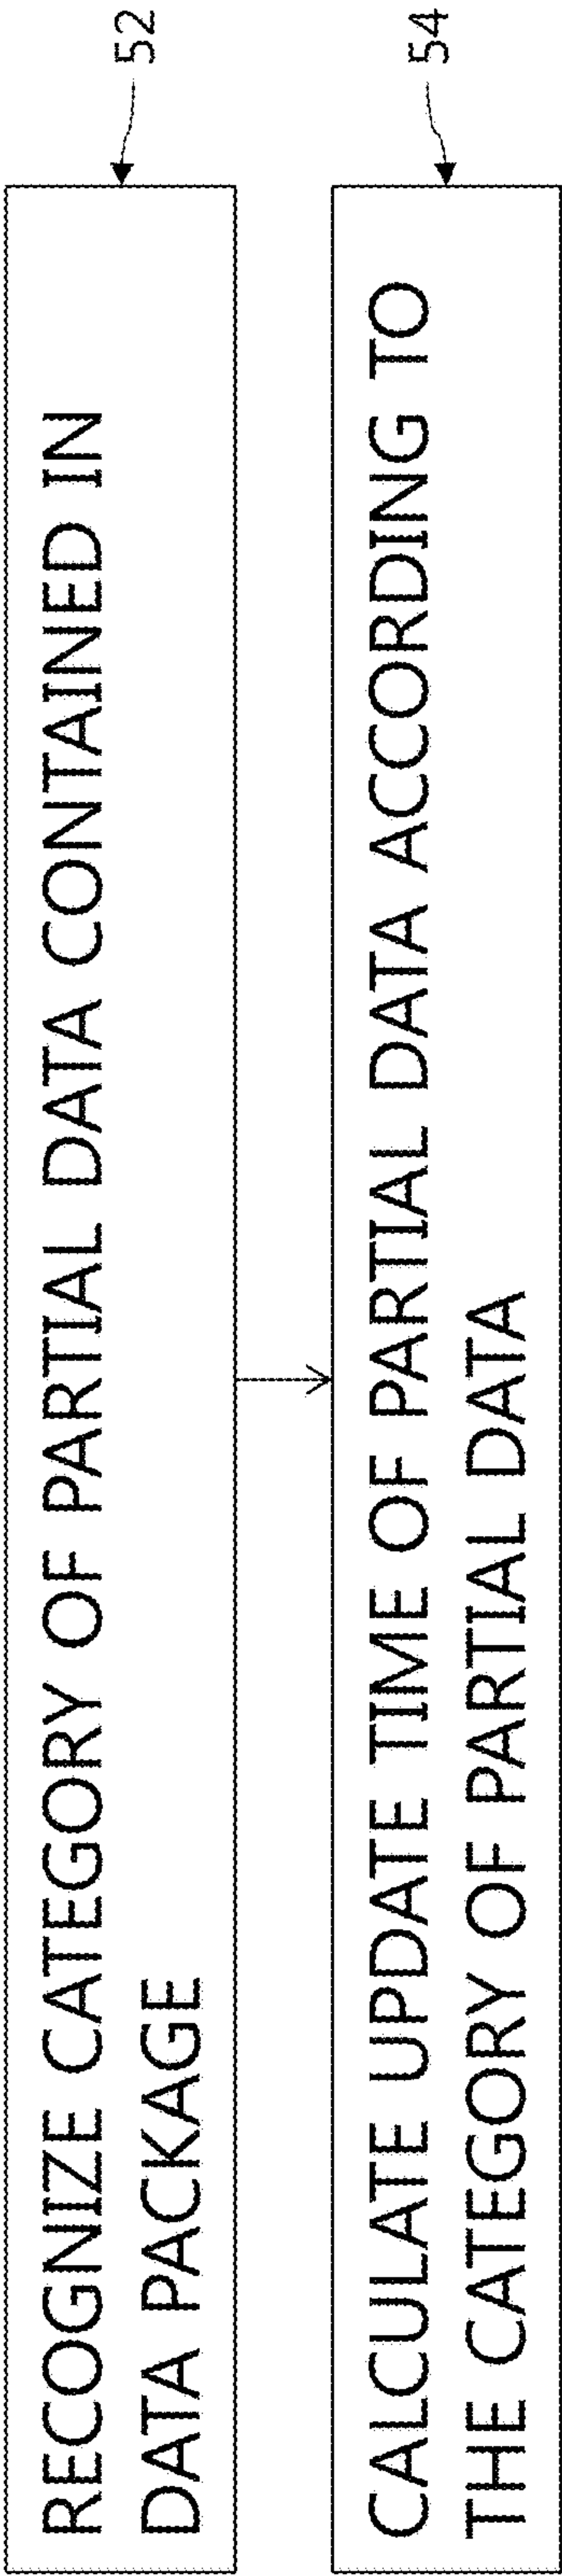 RECOGNIZE CATEGORY OF PARTIAL DATA CONTAINED IN
DATA PACKAGE
52
CALCULATE UPDATE TIME OF PARTIAL DATA ACCORDING TO
THE CATEGORY OF PARTIAL DATA
54